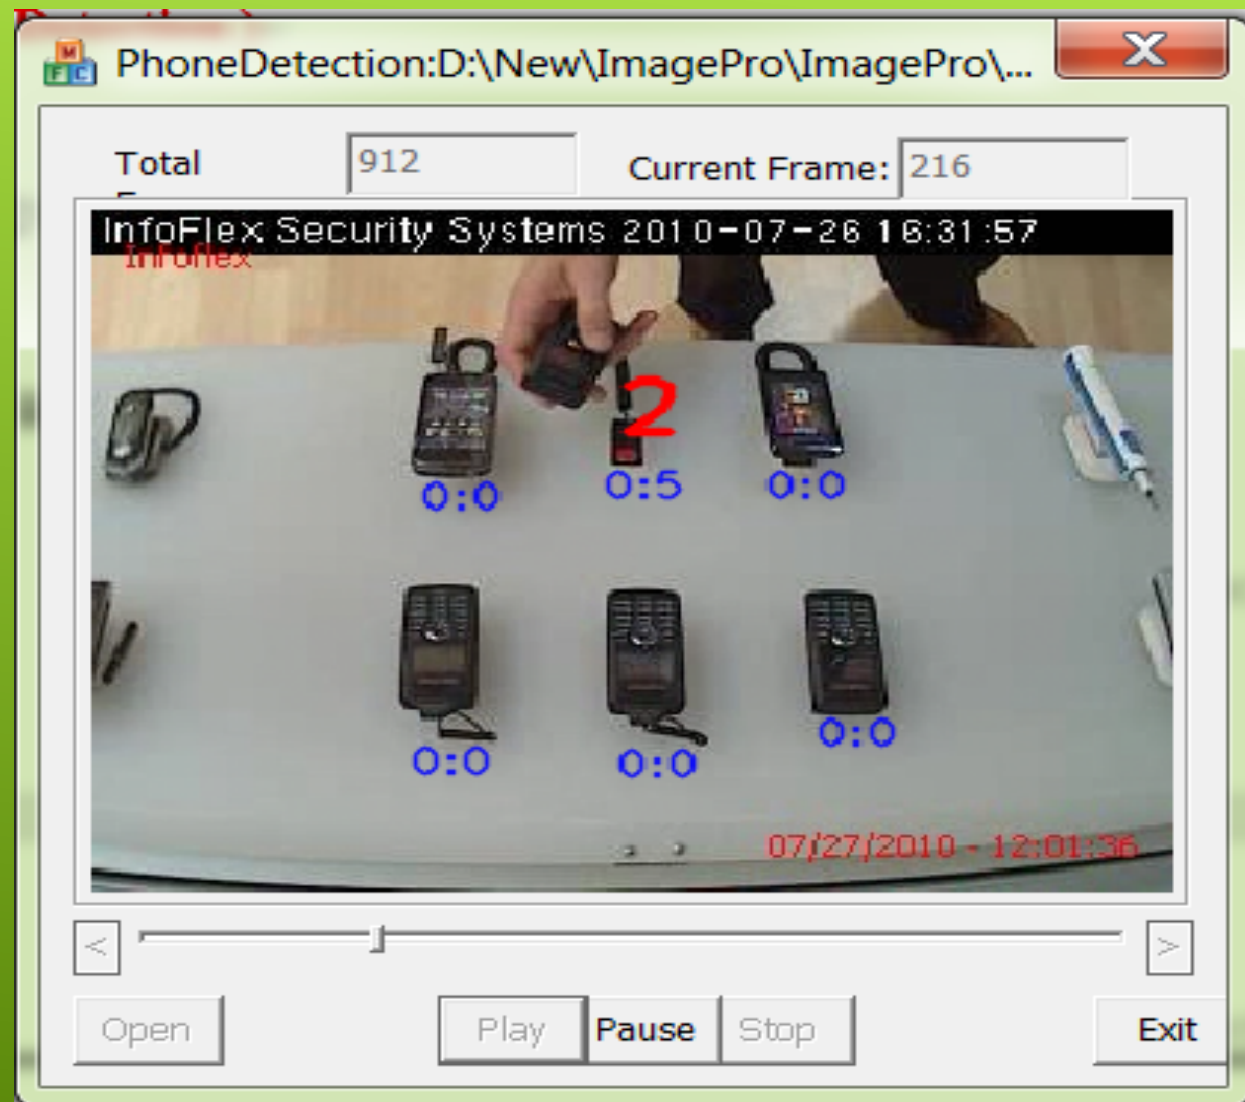 PhoneDetection:D:\New\ImagePro\ImagePro\...
Total
912
Current Frame:
216
InfoFlex Security Systems 2010-07-26 16:31:57
Infoflex
2
0:0
0:5
0:0
0:0
0:0
0:0
07/27/2010 - 12:01:36
<
>
Open
Play
Pause
Stop
Exit